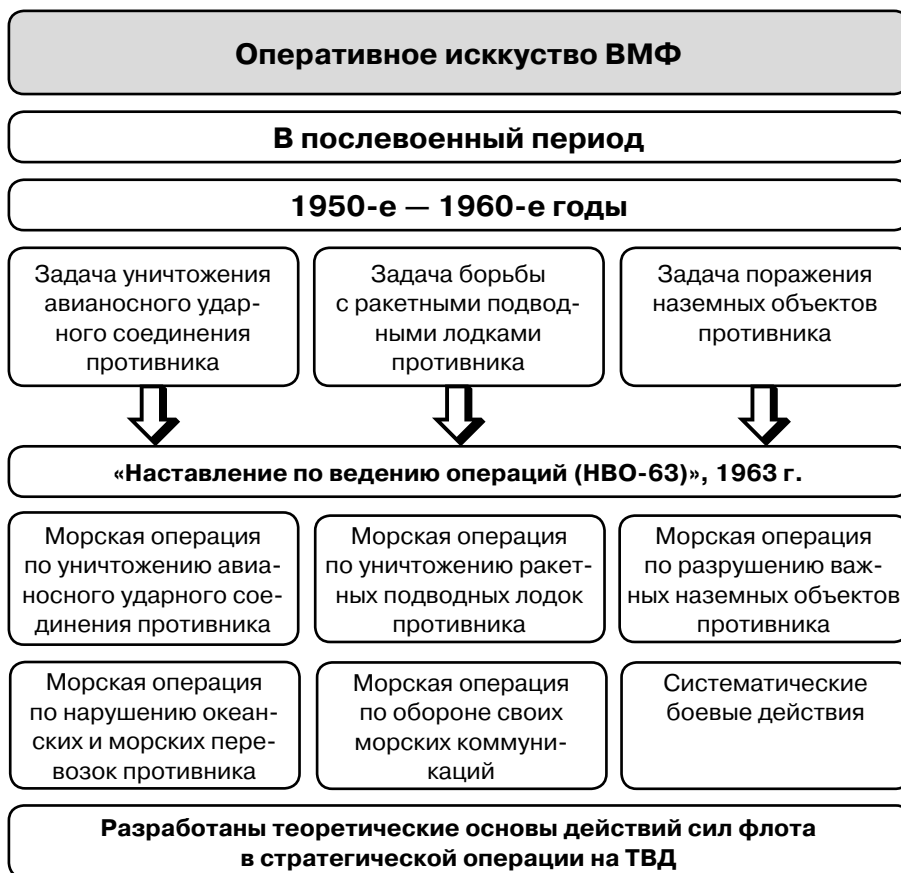 Оперативное исккуство ВМФ
В послевоенный период
1950-е — 1960-е годы
Задача уничтожения
авианосного удар-
ного соединения
противника
Задача борьбы
с ракетными подвод-
ными лодками
противника
Задача поражения
наземных объектов
противника
«Наставление по ведению операций (НВО-63)», 1963 г.
Морская операция
по уничтожению авиа-
носного ударного сое-
динения противника
Морская операция
по уничтожению ракет-
ных подводных лодок
противника
Морская операция
по разрушению важ-
ных наземных объектов
противника
Морская операция
по нарушению океан-
ских и морских пере-
возок противника
Морская операция
по обороне своих
морских коммуни-
каций
Систематические
боевые действия
Разработаны теоретические основы действий сил флота
в стратегической операции на ТВД